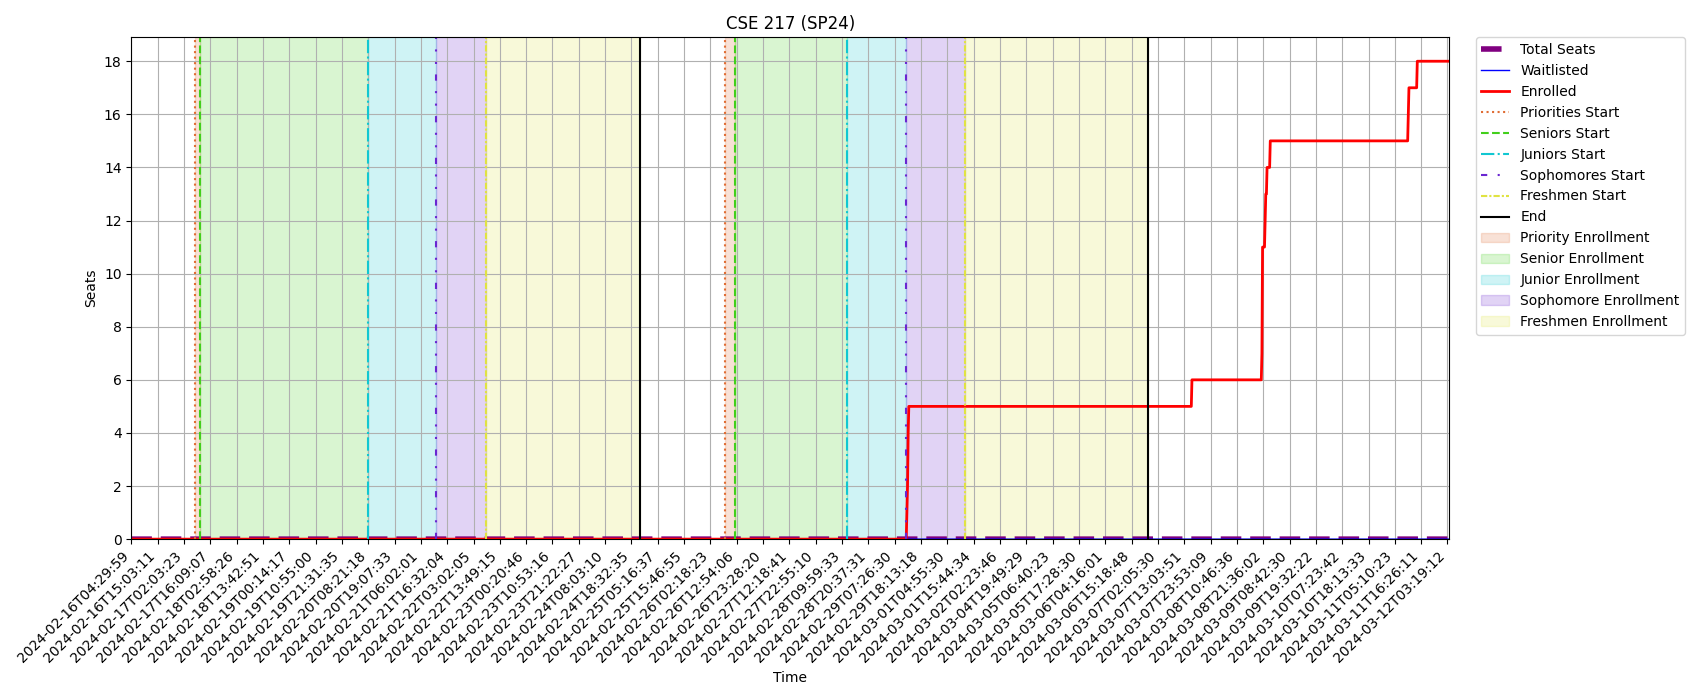 CSE 217 (SP24)
Seats
18
16
14
12
10
8
6
4
2
0
2024-02-16T04:29:59
2024-02-16T15:03:11
2024-02-17T02:03:23
2024-02-17T16:09:07
2024-02-18T02:58:26
2024-02-18T13:42:51
2024-02-19T00:14:17
2024-02-19T10:55:00
2024-02-19T21:31:35
2024-02-20T08:21:18
2024-02-20T19:07:33
2024-02-21T06:02:01
2024-02-21T16:32:04
2024-02-22T03:02:05
2024-02-22T13:49:15
2024-02-23T00:20:46
2024-02-23T10:53:16
2024-02-23T21:22:27
2024-02-24T08:03:10
2024-02-24T18:32:35
2024-02-25T05:16:37
2024-02-25T15:46:55
2024-02-26T02:18:23
2024-02-26T12:54:06
2024-02-26T23:28:20
2024-02-27T12:18:41
2024-02-27T22:55:10
2024-02-28T09:59:33
2024-02-28T20:37:31
2024-02-29T07:26:30
2024-02-29T18:13:18
2024-03-01T04:55:30
2024-03-01T15:44:34
2024-03-02T02:23:46
2024-03-04T19:49:29
2024-03-05T06:40:23
2024-03-05T17:28:30
2024-03-06T04:16:01
2024-03-06T15:18:48
2024-03-07T02:05:30
2024-03-07T13:03:51
2024-03-07T23:53:09
2024-03-08T10:46:36
2024-03-08T21:36:02
2024-03-09T08:42:30
2024-03-09T19:32:22
2024-03-10T07:23:42
2024-03-10T18:13:33
2024-03-11T05:10:23
2024-03-11T16:26:11
2024-03-12T03:19:12
Time
Total Seats
Waitlisted
Enrolled
Priorities Start
Seniors Start
Juniors Start
Sophomores Start
Freshmen Start
End
Priority Enrollment
Senior Enrollment
Junior Enrollment
Sophomore Enrollment
Freshmen Enrollment